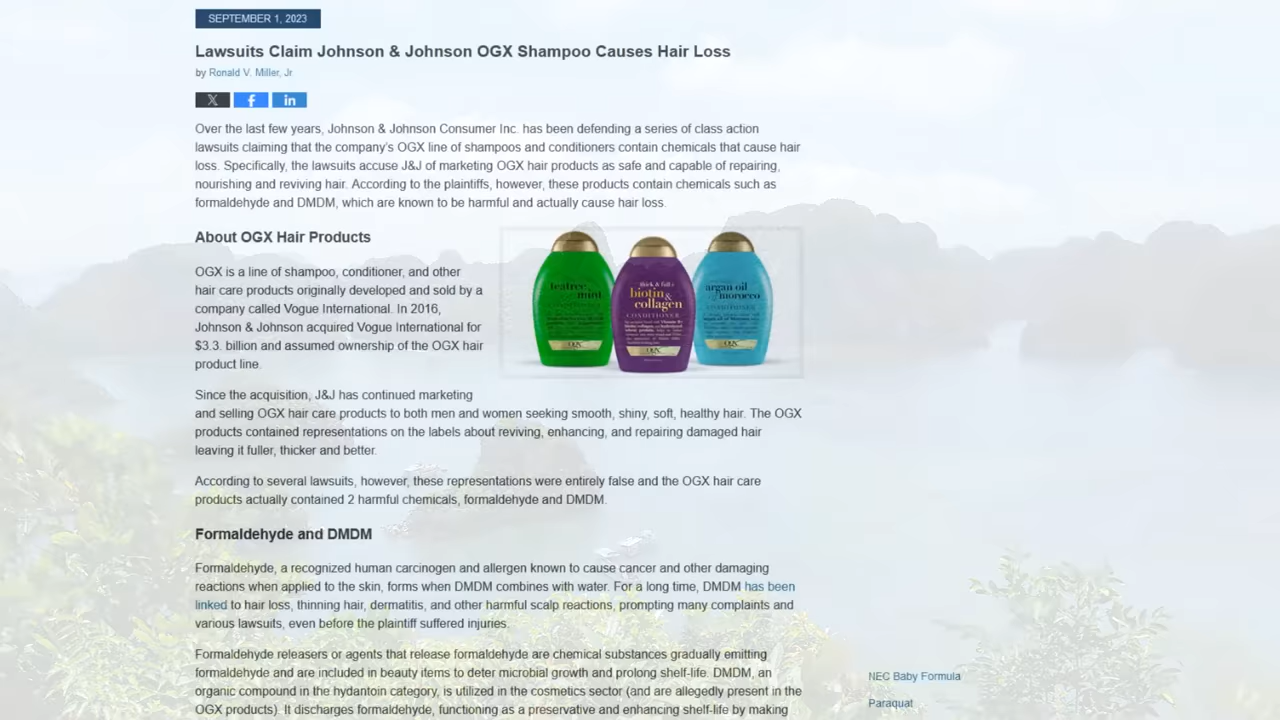 SEPTEMBER 1, 2023
Lawsuits Claim Johnson & Johnson OGX Shampoo Causes Hair Loss
by Ronald V. Miller, Jr
Over the last few years, Johnson & Johnson Consumer Inc. has been defending a series of class action
lawsuits claiming that the company's OGX line of shampoos and conditioners contain chemicals that cause hair
loss. Specifically, the lawsuits accuse J&J of marketing OGX hair products as safe and capable of repairing,
nourishing and reviving hair. According to the plaintiffs, however, these products contain chemicals such as
formaldehyde and DMDM, which are known to be harmful and actually cause hair loss.
About OGX Hair Products
OGX is a line of shampoo, conditioner, and other
hair care products originally developed and sold by a
company called Vogue International. In 2016,
Johnson & Johnson acquired Vogue International for
$3.3. billion and assumed ownership of the OGX hair
product line.
teatree
mint
thick & full
biotin
&
collagen
CONDITIONER
OGX
argan oil
of morocco
CONDITIONER
OGX
Since the acquisition, J&J has continued marketing
and selling OGX hair care products to both men and women seeking smooth, shiny, soft, healthy hair. The OGX
products contained representations on the labels about reviving, enhancing, and repairing damaged hair
leaving it fuller, thicker and better.
According to several lawsuits, however, these representations were entirely false and the OGX hair care
products actually contained 2 harmful chemicals, formaldehyde and DMDM.
Formaldehyde and DMDM
Formaldehyde, a recognized human carcinogen and allergen known to cause cancer and other damaging
reactions when applied to the skin, forms when DMDM combines with water. For a long time, DMDM has been
linked to hair loss, thinning hair, dermatitis, and other harmful scalp reactions, prompting many complaints and
various lawsuits, even before the plaintiff suffered injuries.
Formaldehyde releasers or agents that release formaldehyde are chemical substances gradually emitting
formaldehyde and are included in beauty items to deter microbial growth and prolong shelf-life. DMDM, an
organic compound in the hydantoin category, is utilized in the cosmetics sector (and are allegedly present in the
OGX products). It discharges formaldehyde, functioning as a preservative and enhancing shelf-life by making
NEC Baby Formula
Paraquat